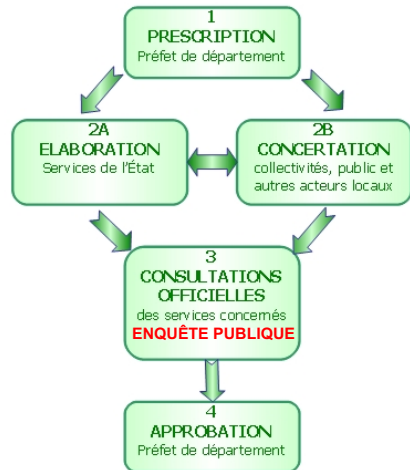 1
PRESCRIPTION
Préfet de département
2A
ELABORATION
Services de l'État
2B
CONCERTATION
collectivités, public et
autres acteurs locaux
3
CONSULTATIONS
OFFICIELLES
des services concernés
ENQUÊTE PUBLIQUE
4
APPROBATION
Préfet de département